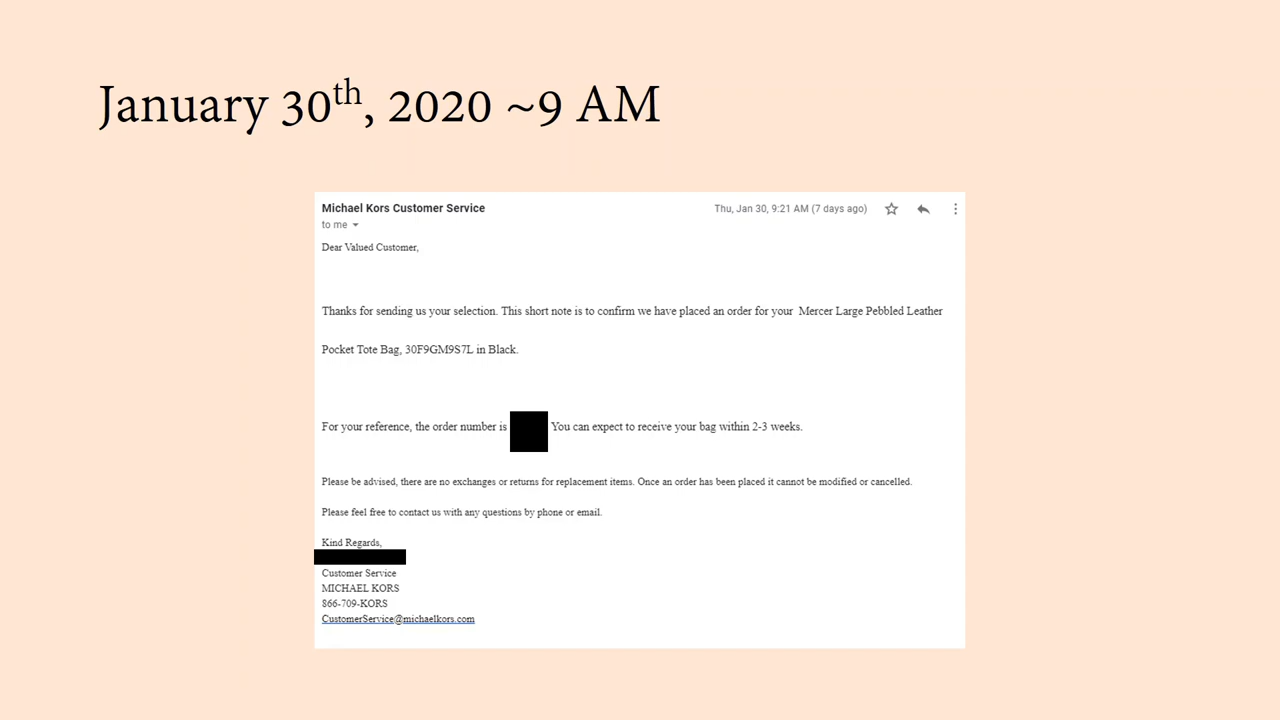 January 30th, 2020 ~9 AM
Michael Kors Customer Service
Thu, Jan 30, 9:21 AM (7 days ago)
to me
Dear Valued Customer,
Thanks for sending us your selection. This short note is to confirm we have placed an order for your  Mercer Large Pebbled Leather
Pocket Tote Bag, 30F9GM9S7L in Black.
For your reference, the order number is
You can expect to receive your bag within 2-3 weeks.
Please be advised, there are no exchanges or returns for replacement items. Once an order has been placed it cannot be modified or cancelled.
Please feel free to contact us with any questions by phone or email.
Kind Regards,
Customer Service
MICHAEL KORS
866-709-KORS
CustomerService@michaelkors.com